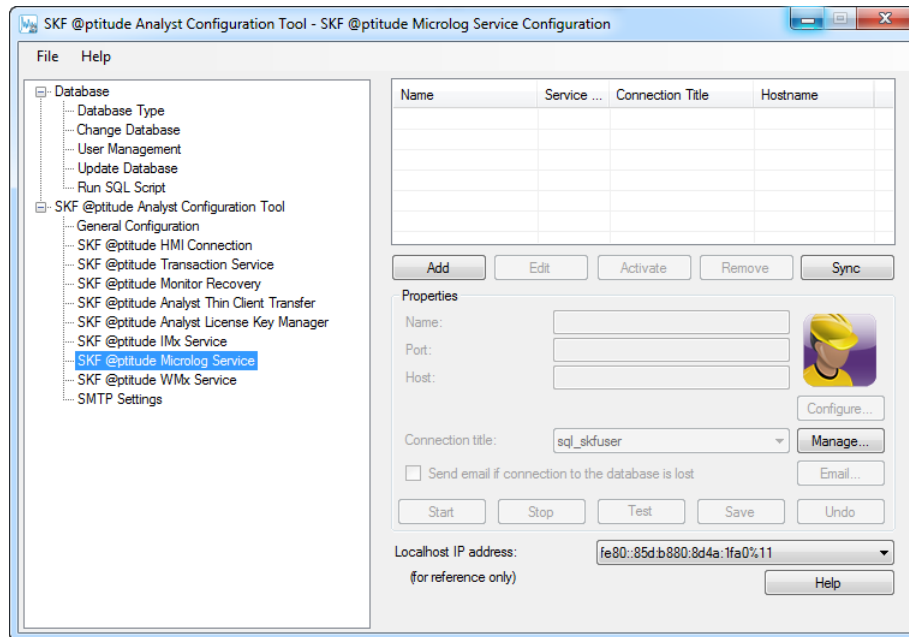 SKF @ptitude Analyst Configuration Tool - SKF @ptitude Microlog Service Configuration
File Help
Database
Database Type
Change Database
User Management
Update Database
Run SQL Script
SKF @ptitude Analyst Configuration Tool
General Configuration
SKF @ptitude HMI Connection
SKF @ptitude Transaction Service
SKF @ptitude Monitor Recovery
SKF @ptitude Analyst Thin Client Transfer
SKF @ptitude Analyst License Key Manager
SKF @ptitude IMx Service
SKF @ptitude Microlog Service
SKF @ptitude WMx Service
SMTP Settings
Name Service ... Connection Title Hostname
Add Edit Activate Remove Sync
Properties
Name:
Port:
Host:
Configure...
Connection title: sql_skfuser Manage...
Send email if connection to the database is lost Email...
Start Stop Test Save Undo
Localhost IP address: fe80::85d:b880:8d4a:1fa0%11
(for reference only)
Help